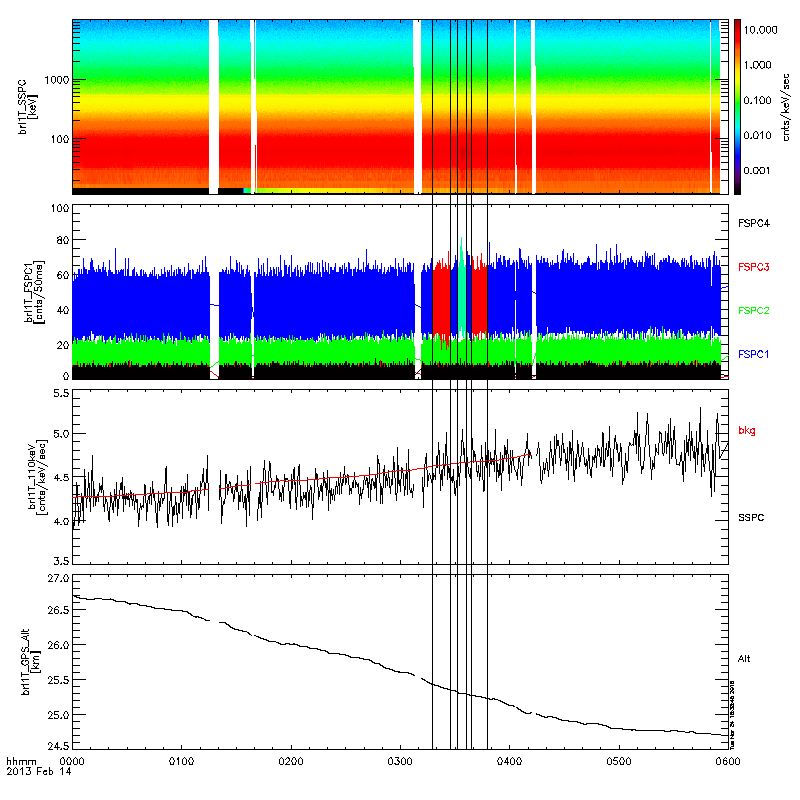 brl1T_SSPC
[keV]
1000
100
10.000
1.000
0.100
0.010
0.001
cnts/keV/sec
brl1T_FSPC1
[cnts/50ms]
100
80
60
40
20
0
FSPC4
FSPC3
FSPC2
FSPC1
brl1T_110keV
[cnts/keV/sec]
5.5
5.0
4.5
4.0
3.5
bkg
SSPC
brl1T_GPS_Alt
[km]
27.0
26.5
26.0
25.5
25.0
24.5
Alt
hhmm
0000 0100 0200 0300 0400 0500 0600
2013 Feb 14